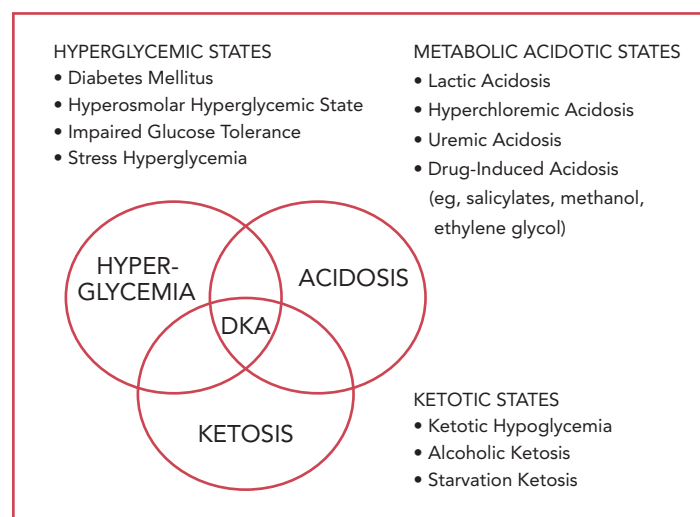 HYPERGLYCEMIC STATES
• Diabetes Mellitus
• Hyperosmolar Hyperglycemic State
• Impaired Glucose Tolerance
• Stress Hyperglycemia
METABOLIC ACIDOTIC STATES
• Lactic Acidosis
• Hyperchloremic Acidosis
• Uremic Acidosis
• Drug-Induced Acidosis
(eg, salicylates, methanol,
ethylene glycol)
HYPER-
GLYCEMIA
ACIDOSIS
DKA
KETOSIS
KETOTIC STATES
• Ketotic Hypoglycemia
• Alcoholic Ketosis
• Starvation Ketosis